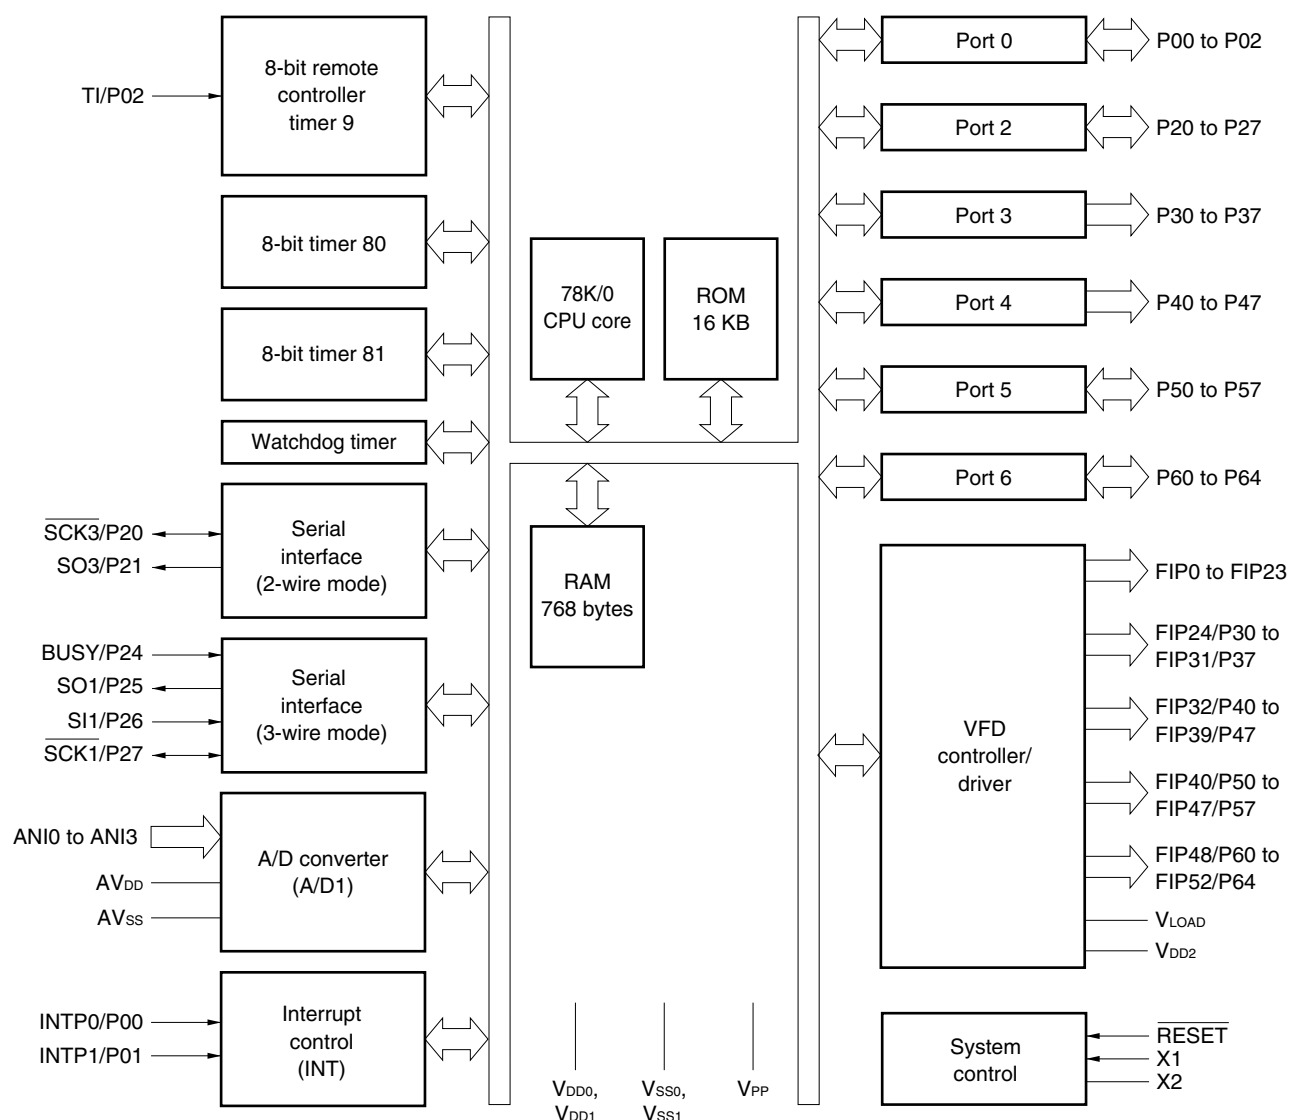 TI/P02
8-bit remote
controller
timer 9
8-bit timer 80
8-bit timer 81
Watchdog timer
SCK3/P20
SO3/P21
Serial
interface
(2-wire mode)
BUSY/P24
SO1/P25
SI1/P26
SCK1/P27
Serial
interface
(3-wire mode)
ANI0 to ANI3
AVDD
AVSS
A/D converter
(A/D1)
INTP0/P00
INTP1/P01
Interrupt
control
(INT)
78K/0
CPU core
ROM
16 KB
RAM
768 bytes
VDD0,
VDD1
VSS0,
VSS1
VPP
Port 0
P00 to P02
Port 2
P20 to P27
Port 3
P30 to P37
Port 4
P40 to P47
Port 5
P50 to P57
Port 6
P60 to P64
VFD
controller/
driver
FIP0 to FIP23
FIP24/P30 to
FIP31/P37
FIP32/P40 to
FIP39/P47
FIP40/P50 to
FIP47/P57
FIP48/P60 to
FIP52/P64
VLOAD
VDD2
System
control
RESET
X1
X2